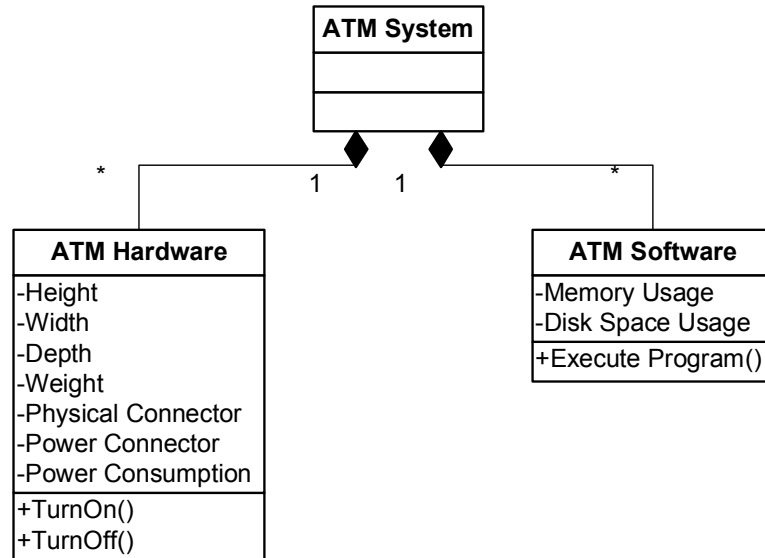 ATM System
*
1
1
*
ATM Hardware
-Height
-Width
-Depth
-Weight
-Physical Connector
-Power Connector
-Power Consumption
+TurnOn()
+TurnOff()
ATM Software
-Memory Usage
-Disk Space Usage
+Execute Program()